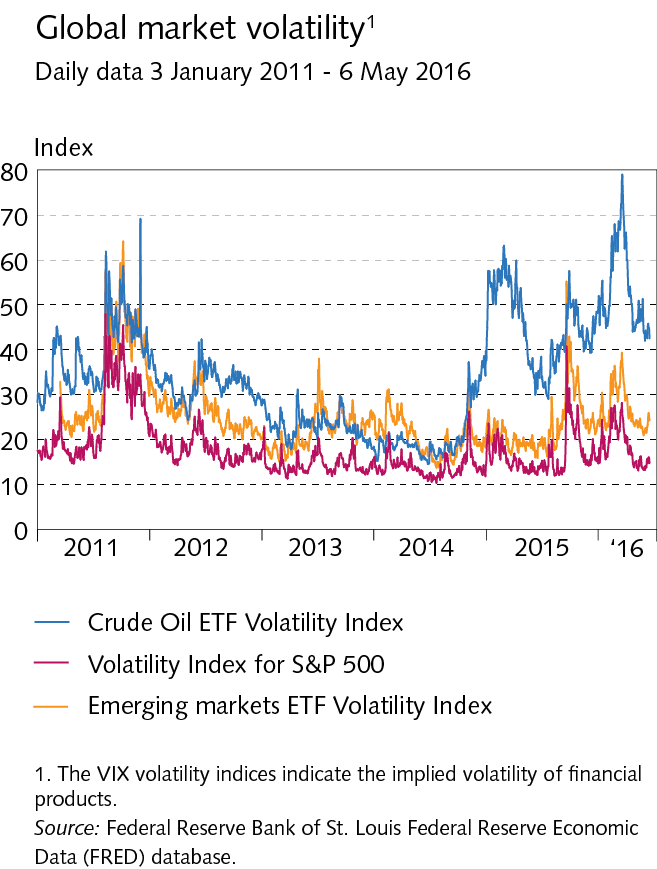 Global market volatility¹
Daily data 3 January 2011 - 6 May 2016
Index
80
70
60
50
40
30
20
10
0
2011 2012 2013 2014 2015 ‘16
Crude Oil ETF Volatility Index
Volatility Index for S&P 500
Emerging markets ETF Volatility Index
1. The VIX volatility indices indicate the implied volatility of financial
products.
Source: Federal Reserve Bank of St. Louis Federal Reserve Economic
Data (FRED) database.